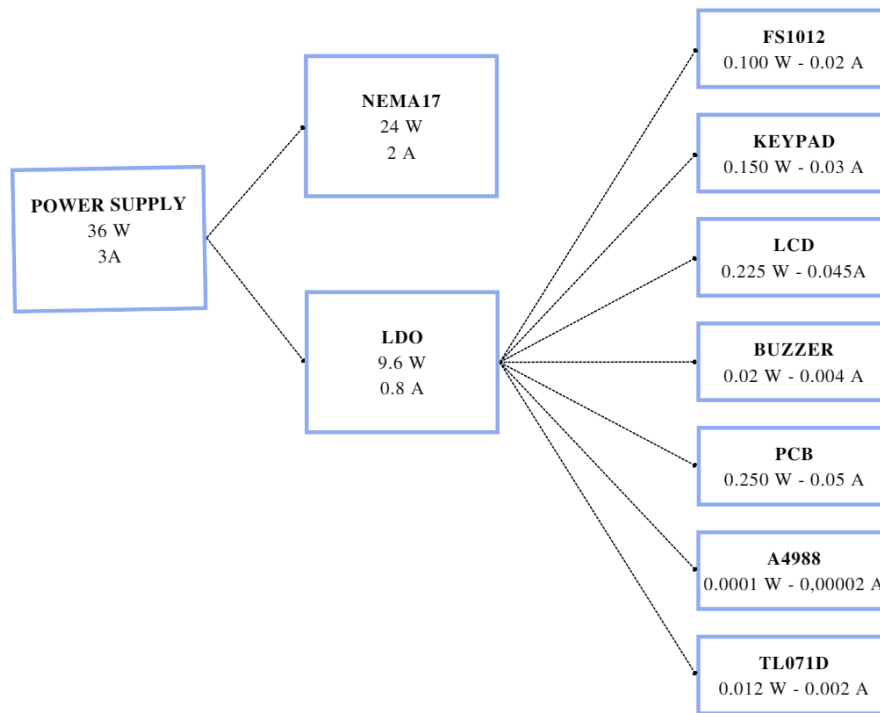 POWER SUPPLY
36 W
3A
NEMA17
24 W
2 A
LDO
9.6 W
0.8 A
FS1012
0.100 W - 0.02 A
KEYPAD
0.150 W - 0.03 A
LCD
0.225 W - 0.045A
BUZZER
0.02 W - 0.004 A
PCB
0.250 W - 0.05 A
A4988
0.0001 W - 0,00002 A
TL071D
0.012 W - 0.002 A